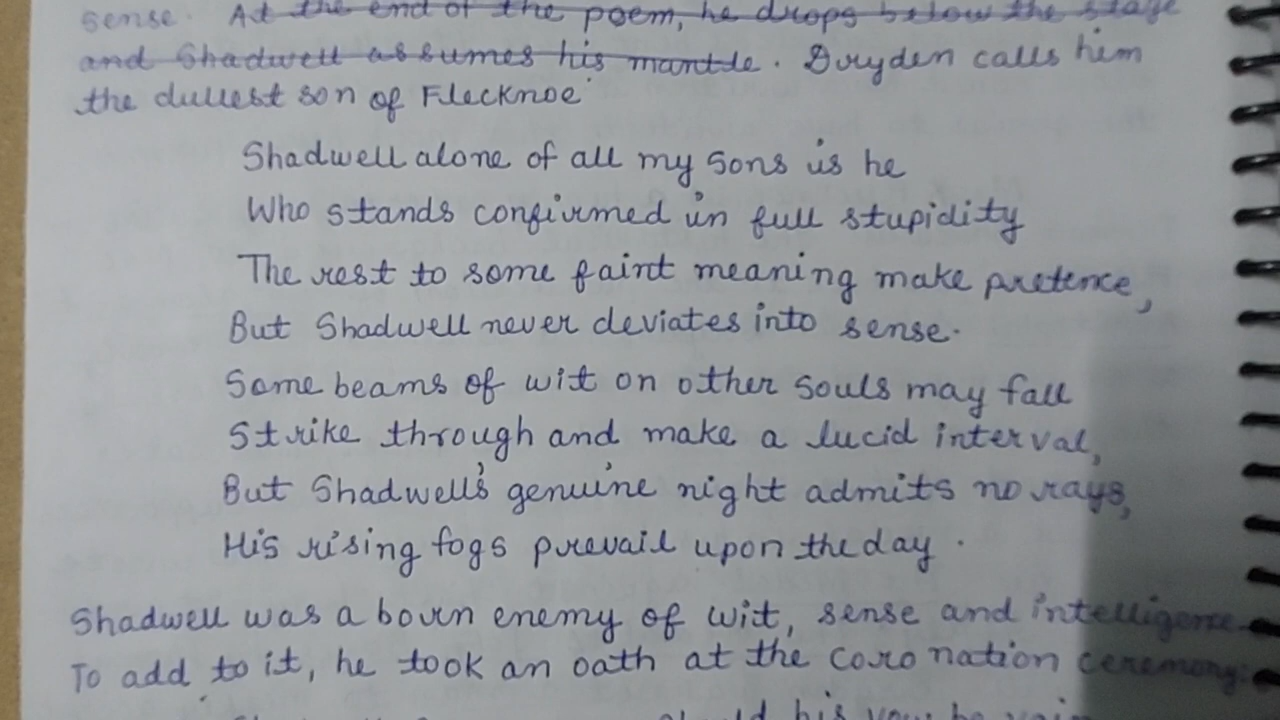 sense. At the end of the poem, he drops below the stage
and Shadwell assumes his mantle. Dryden calls him
the dullest son of Flecknoe
Shadwell alone of all my sons is he
Who stands confirmed in full stupidity
The rest to some faint meaning make pretence,
But Shadwell never deviates into sense.
Some beams of wit on other souls may fall
Strike through and make a lucid interval,
But Shadwell's genuine night admits no rays,
His rising fogs prevail upon the day.
Shadwell was a born enemy of wit, sense and intelligence.
To add to it, he took an oath at the coronation ceremony:
his vow be vain